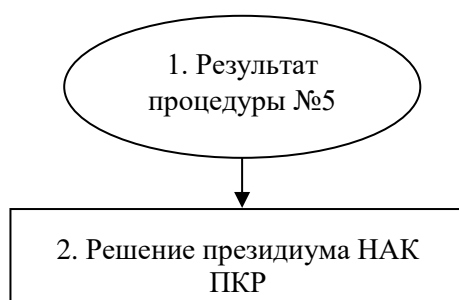 1. Результат
процедуры №5
2. Решение президиума НАК
ПКР